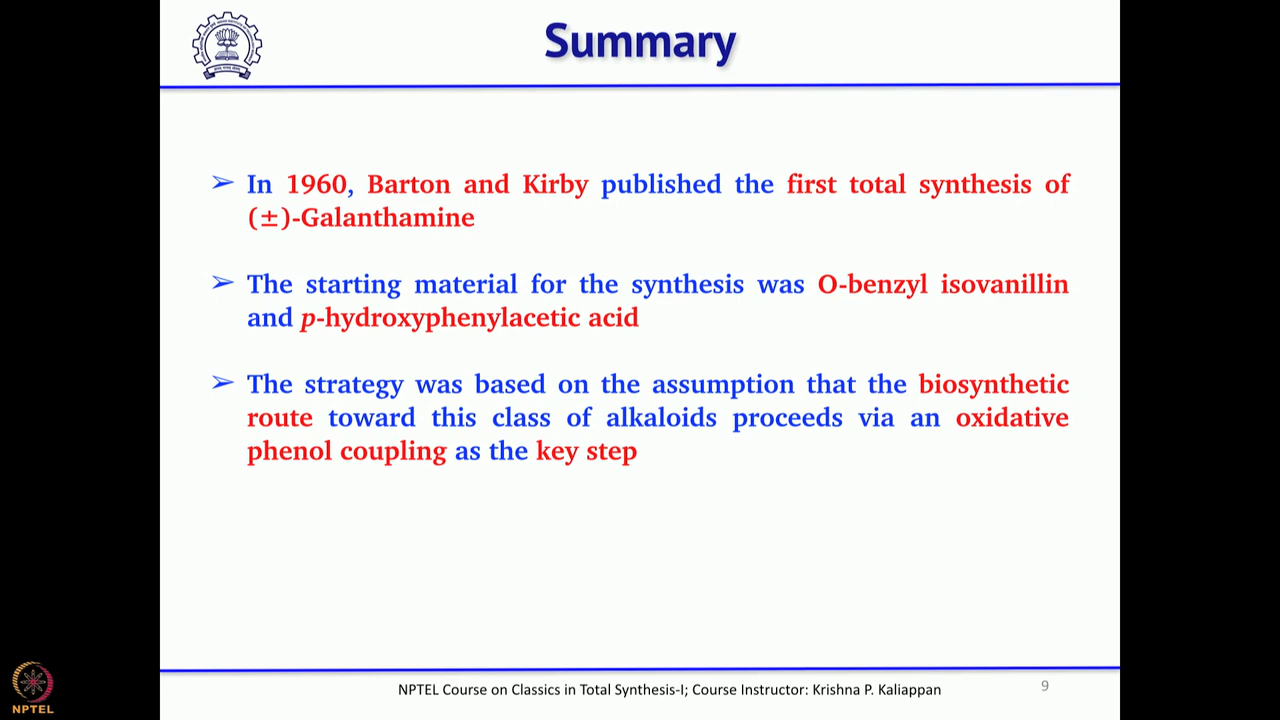 Summary
➢ In 1960, Barton and Kirby published the first total synthesis of
(±)-Galanthamine
➢ The starting material for the synthesis was O-benzyl isovanillin
and p-hydroxyphenylacetic acid
➢ The strategy was based on the assumption that the biosynthetic
route toward this class of alkaloids proceeds via an oxidative
phenol coupling as the key step
NPTEL Course on Classics in Total Synthesis-I; Course Instructor: Krishna P. Kaliappan
9
NPTEL